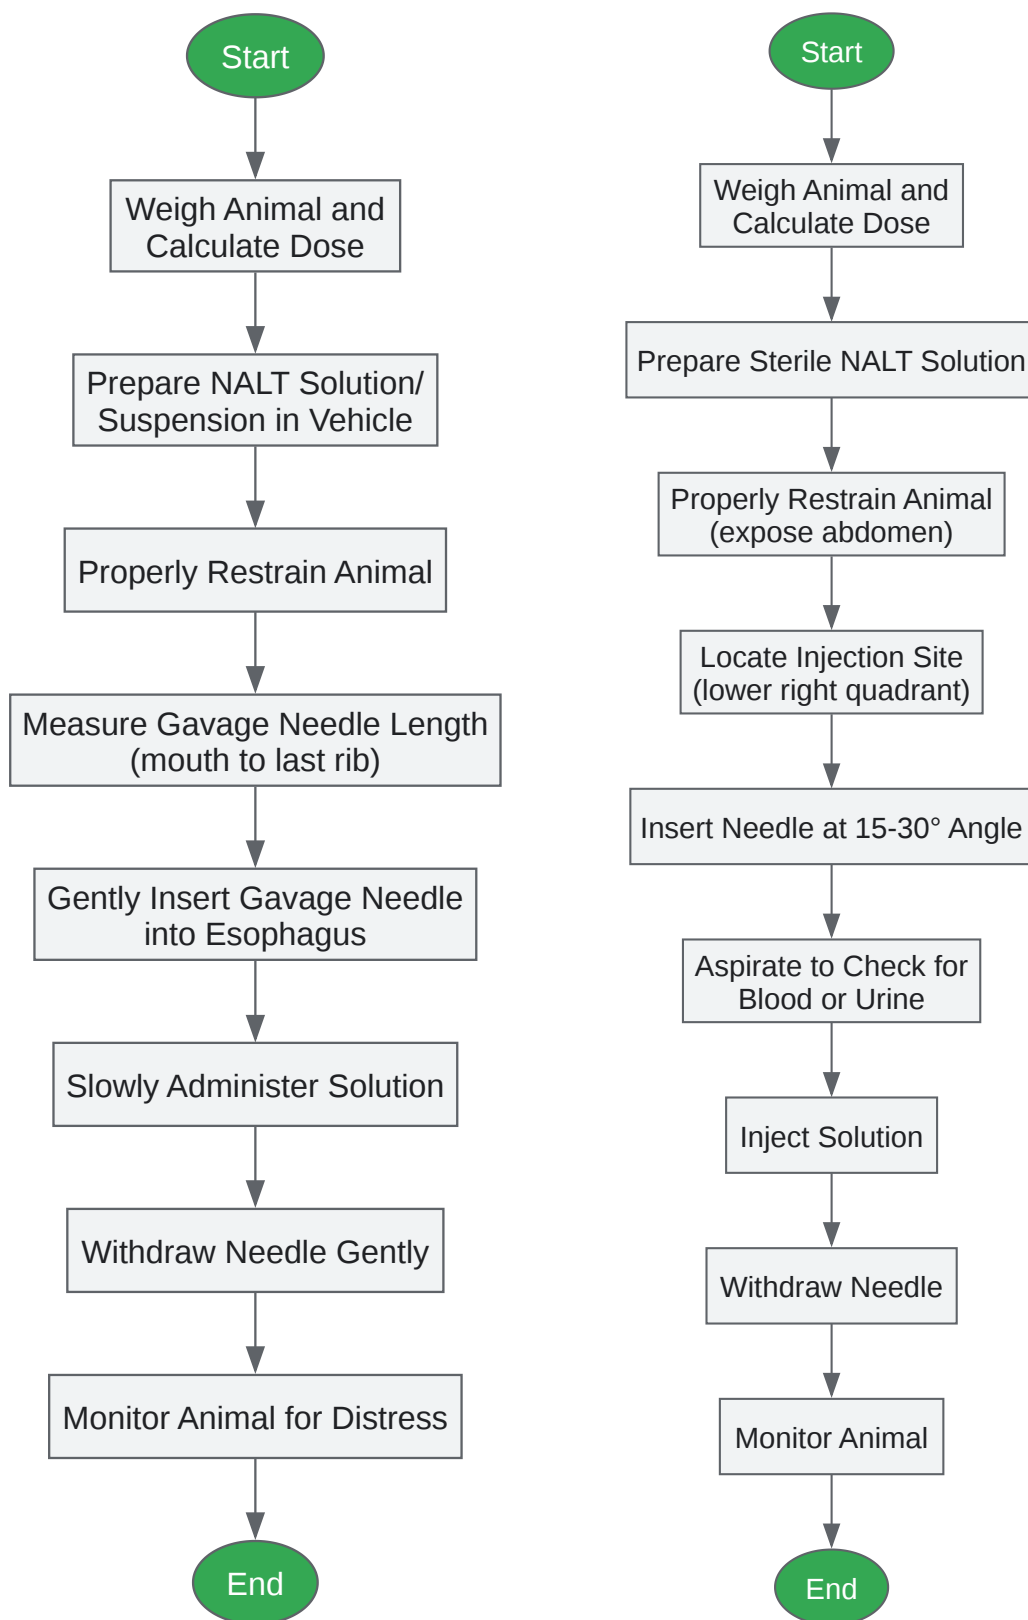 Start
Weigh Animal and
Calculate Dose
Prepare NALT Solution/
Suspension in Vehicle
Properly Restrain Animal
Measure Gavage Needle Length
(mouth to last rib)
Gently Insert Gavage Needle
into Esophagus
Slowly Administer Solution
Withdraw Needle Gently
Monitor Animal for Distress
End
Start
Weigh Animal and
Calculate Dose
Prepare Sterile NALT Solution
Properly Restrain Animal
(expose abdomen)
Locate Injection Site
(lower right quadrant)
Insert Needle at 15-30° Angle
Aspirate to Check for
Blood or Urine
Inject Solution
Withdraw Needle
Monitor Animal
End